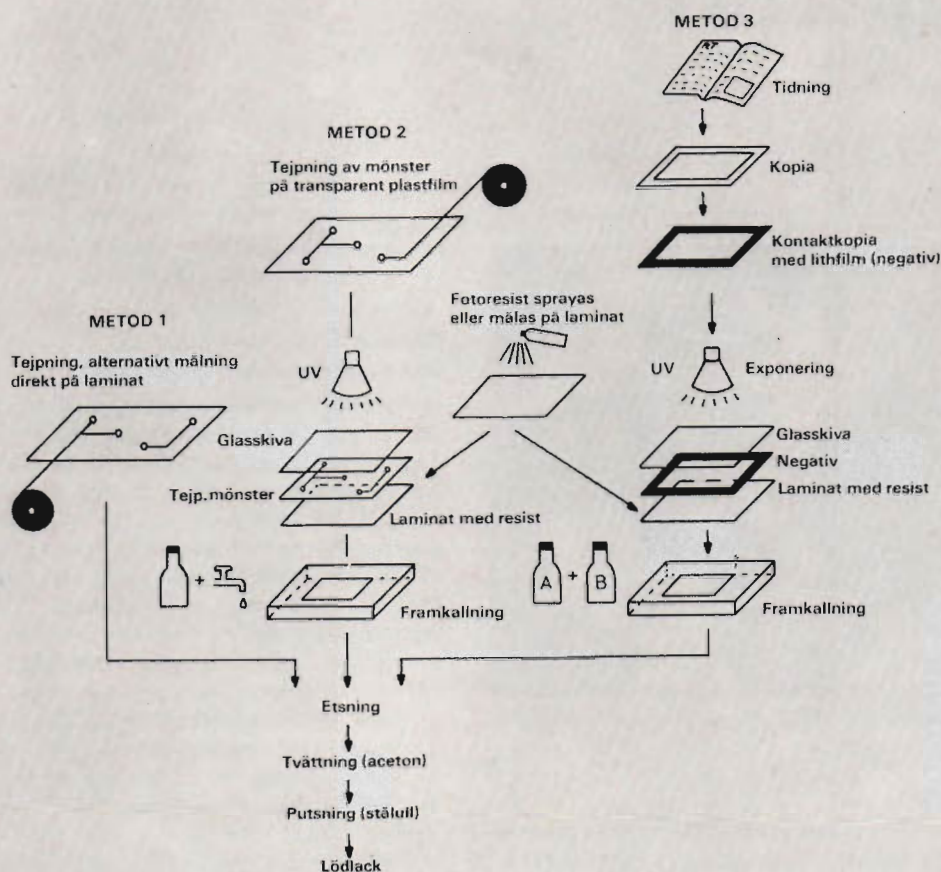 METOD 3
RT
Tidning
Kopia
Kontaktkopia
med lithfilm (negativ)
UV
Exponering
Glasskiva
Negativ
Laminat med resist
A + B
Framkallning
METOD 2
Tejpning av mönster
på transparent plastfilm
Fotoresist sprayas
eller målas på laminat
UV
Glasskiva
Tejp.mönster
Laminat med resist
+
Framkallning
METOD 1
Tejpning, alternativt målning
direkt på laminat
Etsning
Tvättning (aceton)
Putsning (stålull)
Lödlack